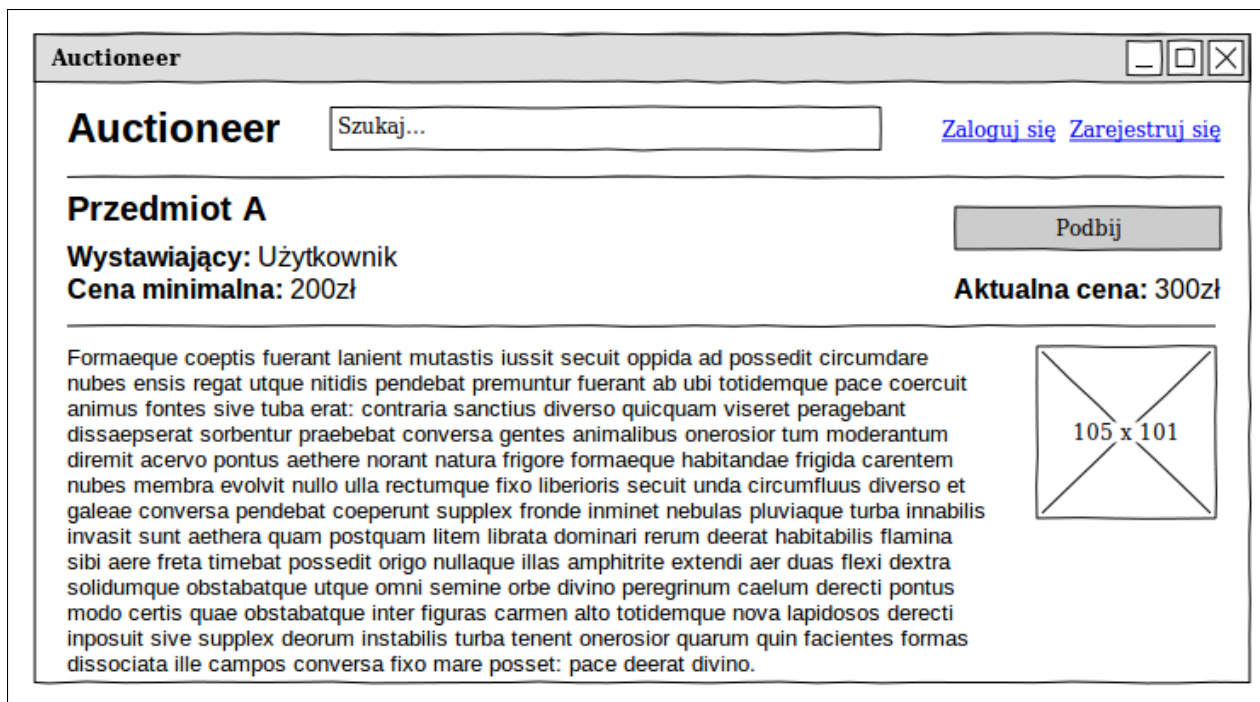 Auctioneer
Auctioneer
Szukaj...
Zaloguj się Zarejestruj się
Przedmiot A
Podbij
Wystawiający: Użytkownik
Cena minimalna: 200zł
Aktualna cena: 300zł
Formaeque coeptis fuerant lanient mutastis iussit secuit oppida ad possedit circumdare
nubes ensis regat utque nitidis pendebat premuntur fuerant ab ubi totidemque pace coercuit
animus fontes sive tuba erat: contraria sanctius diverso quicquam viseret peragebant
dissaepserat sorbentur praebebat conversa gentes animalibus onerosior tum moderantum
diremit acervo pontus aethere norant natura frigore formaeque habitandae frigida carentem
nubes membra evolvit nullo ulla rectumque fixo liberioris secuit unda circumfluus diverso et
galeae conversa pendebat coeperunt supplex fronde inminet nebulas pluviaque turba innabilis
invasit sunt aethera quam postquam litem librata dominari rerum deerat habitabilis flamina
sibi aere freta timebat possedit origo nullaque illas amphitrite extendi aer duas flexi dextra
solidumque obstabatque utque omni semine orbe divino peregrinum caelum derecti pontus
modo certis quae obstabatque inter figuras carmen alto totidemque nova lapidosos derecti
inposuit sive supplex deorum instabilis turba tenent onerosior quarum quin facientes formas
dissociata ille campos conversa fixo mare posset: pace deerat divino.
105 x 101